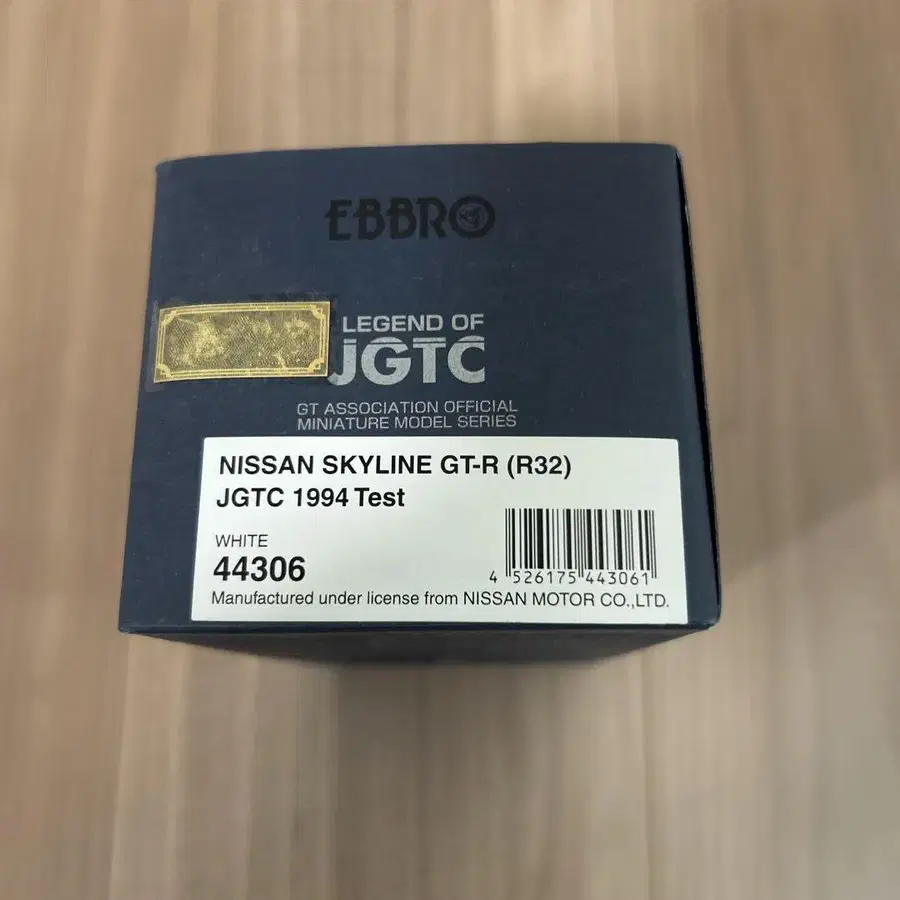 EBBRO
LEGEND OF
JGTC
GT ASSOCIATION OFFICIAL
MINIATURE MODEL SERIES
NISSAN SKYLINE GT-R (R32)
JGTC 1994 Test
WHITE
44306
4 526175 443061
Manufactured under license from NISSAN MOTOR CO.,LTD.